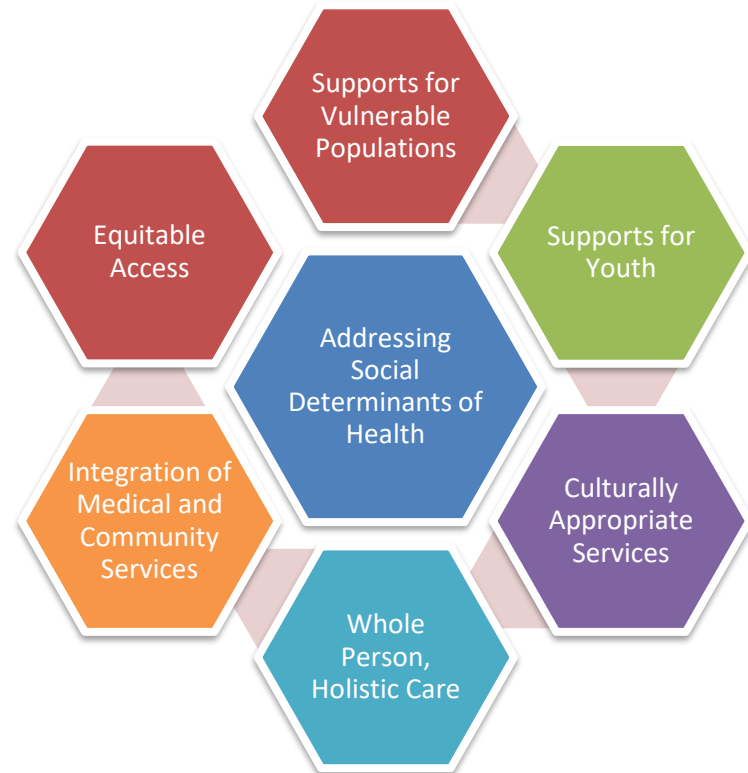 Supports for
Vulnerable
Populations
Equitable
Access
Supports for
Youth
Addressing
Social
Determinants of
Health
Integration of
Medical and
Community
Services
Culturally
Appropriate
Services
Whole
Person,
Holistic Care